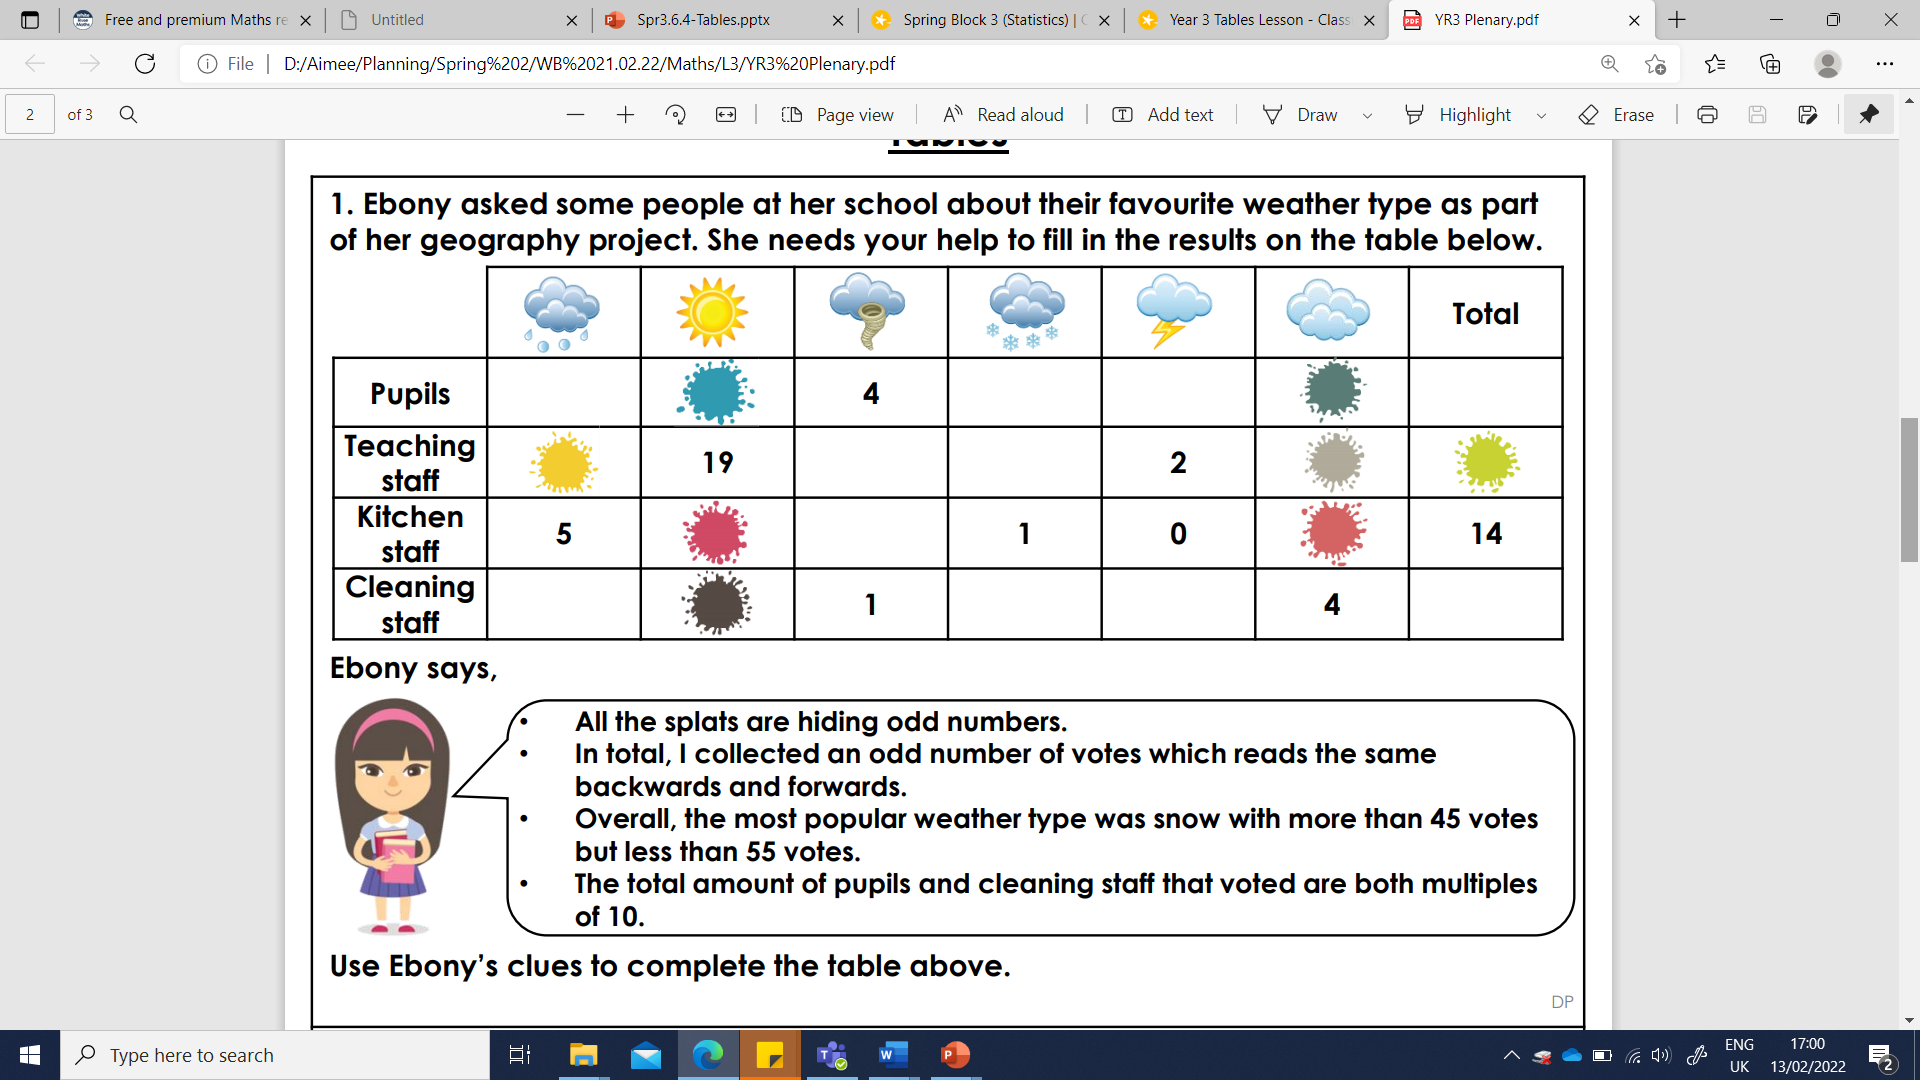 Free and premium Maths re
Untitled
Spr3.6.4-Tables.pptx
Spring Block 3 (Statistics) | C
Year 3 Tables Lesson - Class
YR3 Plenary.pdf
File
D:/Aimee/Planning/Spring%202/WB%2021.02.22/Maths/L3/YR3%20Plenary.pdf
2 of 3
Page view
Read aloud
Add text
Draw
Highlight
Erase
Tables
1. Ebony asked some people at her school about their favourite weather type as part
of her geography project. She needs your help to fill in the results on the table below.
Total
Pupils 4
Teaching
staff 19 2
Kitchen
staff 5 1 0 14
Cleaning
staff 1 4
Ebony says,
• All the splats are hiding odd numbers.
• In total, I collected an odd number of votes which reads the same
backwards and forwards.
• Overall, the most popular weather type was snow with more than 45 votes
but less than 55 votes.
• The total amount of pupils and cleaning staff that voted are both multiples
of 10.
Use Ebony’s clues to complete the table above.
DP
Type here to search
ENG
UK
17:00
13/02/2022
2